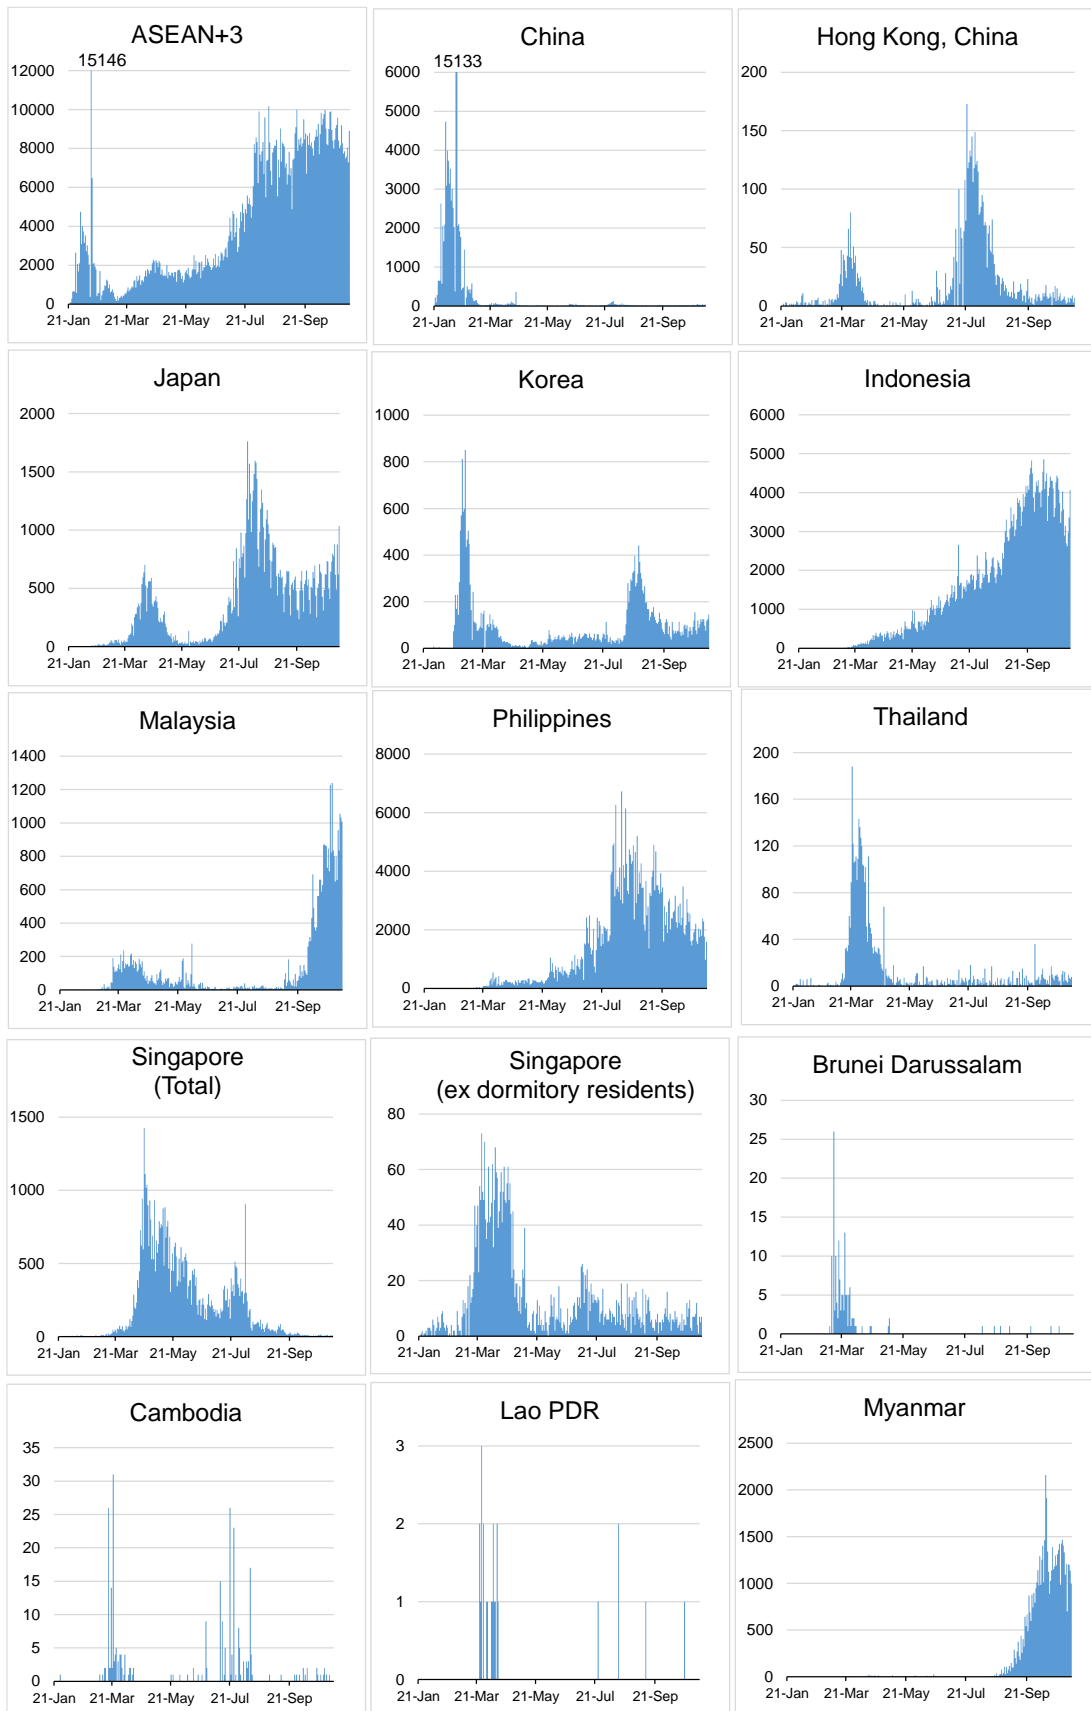 ASEAN+3
15146
12000
10000
8000
6000
4000
2000
0
21-Jan 21-Mar 21-May 21-Jul 21-Sep
China
15133
6000
5000
4000
3000
2000
1000
0
21-Jan 21-Mar 21-May 21-Jul 21-Sep
Hong Kong, China
200
150
100
50
0
21-Jan 21-Mar 21-May 21-Jul 21-Sep
Japan
2000
1500
1000
500
0
21-Jan 21-Mar 21-May 21-Jul 21-Sep
Korea
1000
800
600
400
200
0
21-Jan 21-Mar 21-May 21-Jul 21-Sep
Indonesia
6000
5000
4000
3000
2000
1000
0
21-Jan 21-Mar 21-May 21-Jul 21-Sep
Malaysia
1400
1200
1000
800
600
400
200
0
21-Jan 21-Mar 21-May 21-Jul 21-Sep
Philippines
8000
6000
4000
2000
0
21-Jan 21-Mar 21-May 21-Jul 21-Sep
Thailand
200
160
120
80
40
0
21-Jan 21-Mar 21-May 21-Jul 21-Sep
Singapore
(Total)
1500
1000
500
0
21-Jan 21-Mar 21-May 21-Jul 21-Sep
Singapore
(ex dormitory residents)
80
60
40
20
0
21-Jan 21-Mar 21-May 21-Jul 21-Sep
Brunei Darussalam
30
25
20
15
10
5
0
21-Jan 21-Mar 21-May 21-Jul 21-Sep
Cambodia
35
30
25
20
15
10
5
0
21-Jan 21-Mar 21-May 21-Jul 21-Sep
Lao PDR
3
2
1
0
21-Jan 21-Mar 21-May 21-Jul 21-Sep
Myanmar
2500
2000
1500
1000
500
0
21-Jan 21-Mar 21-May 21-Jul 21-Sep